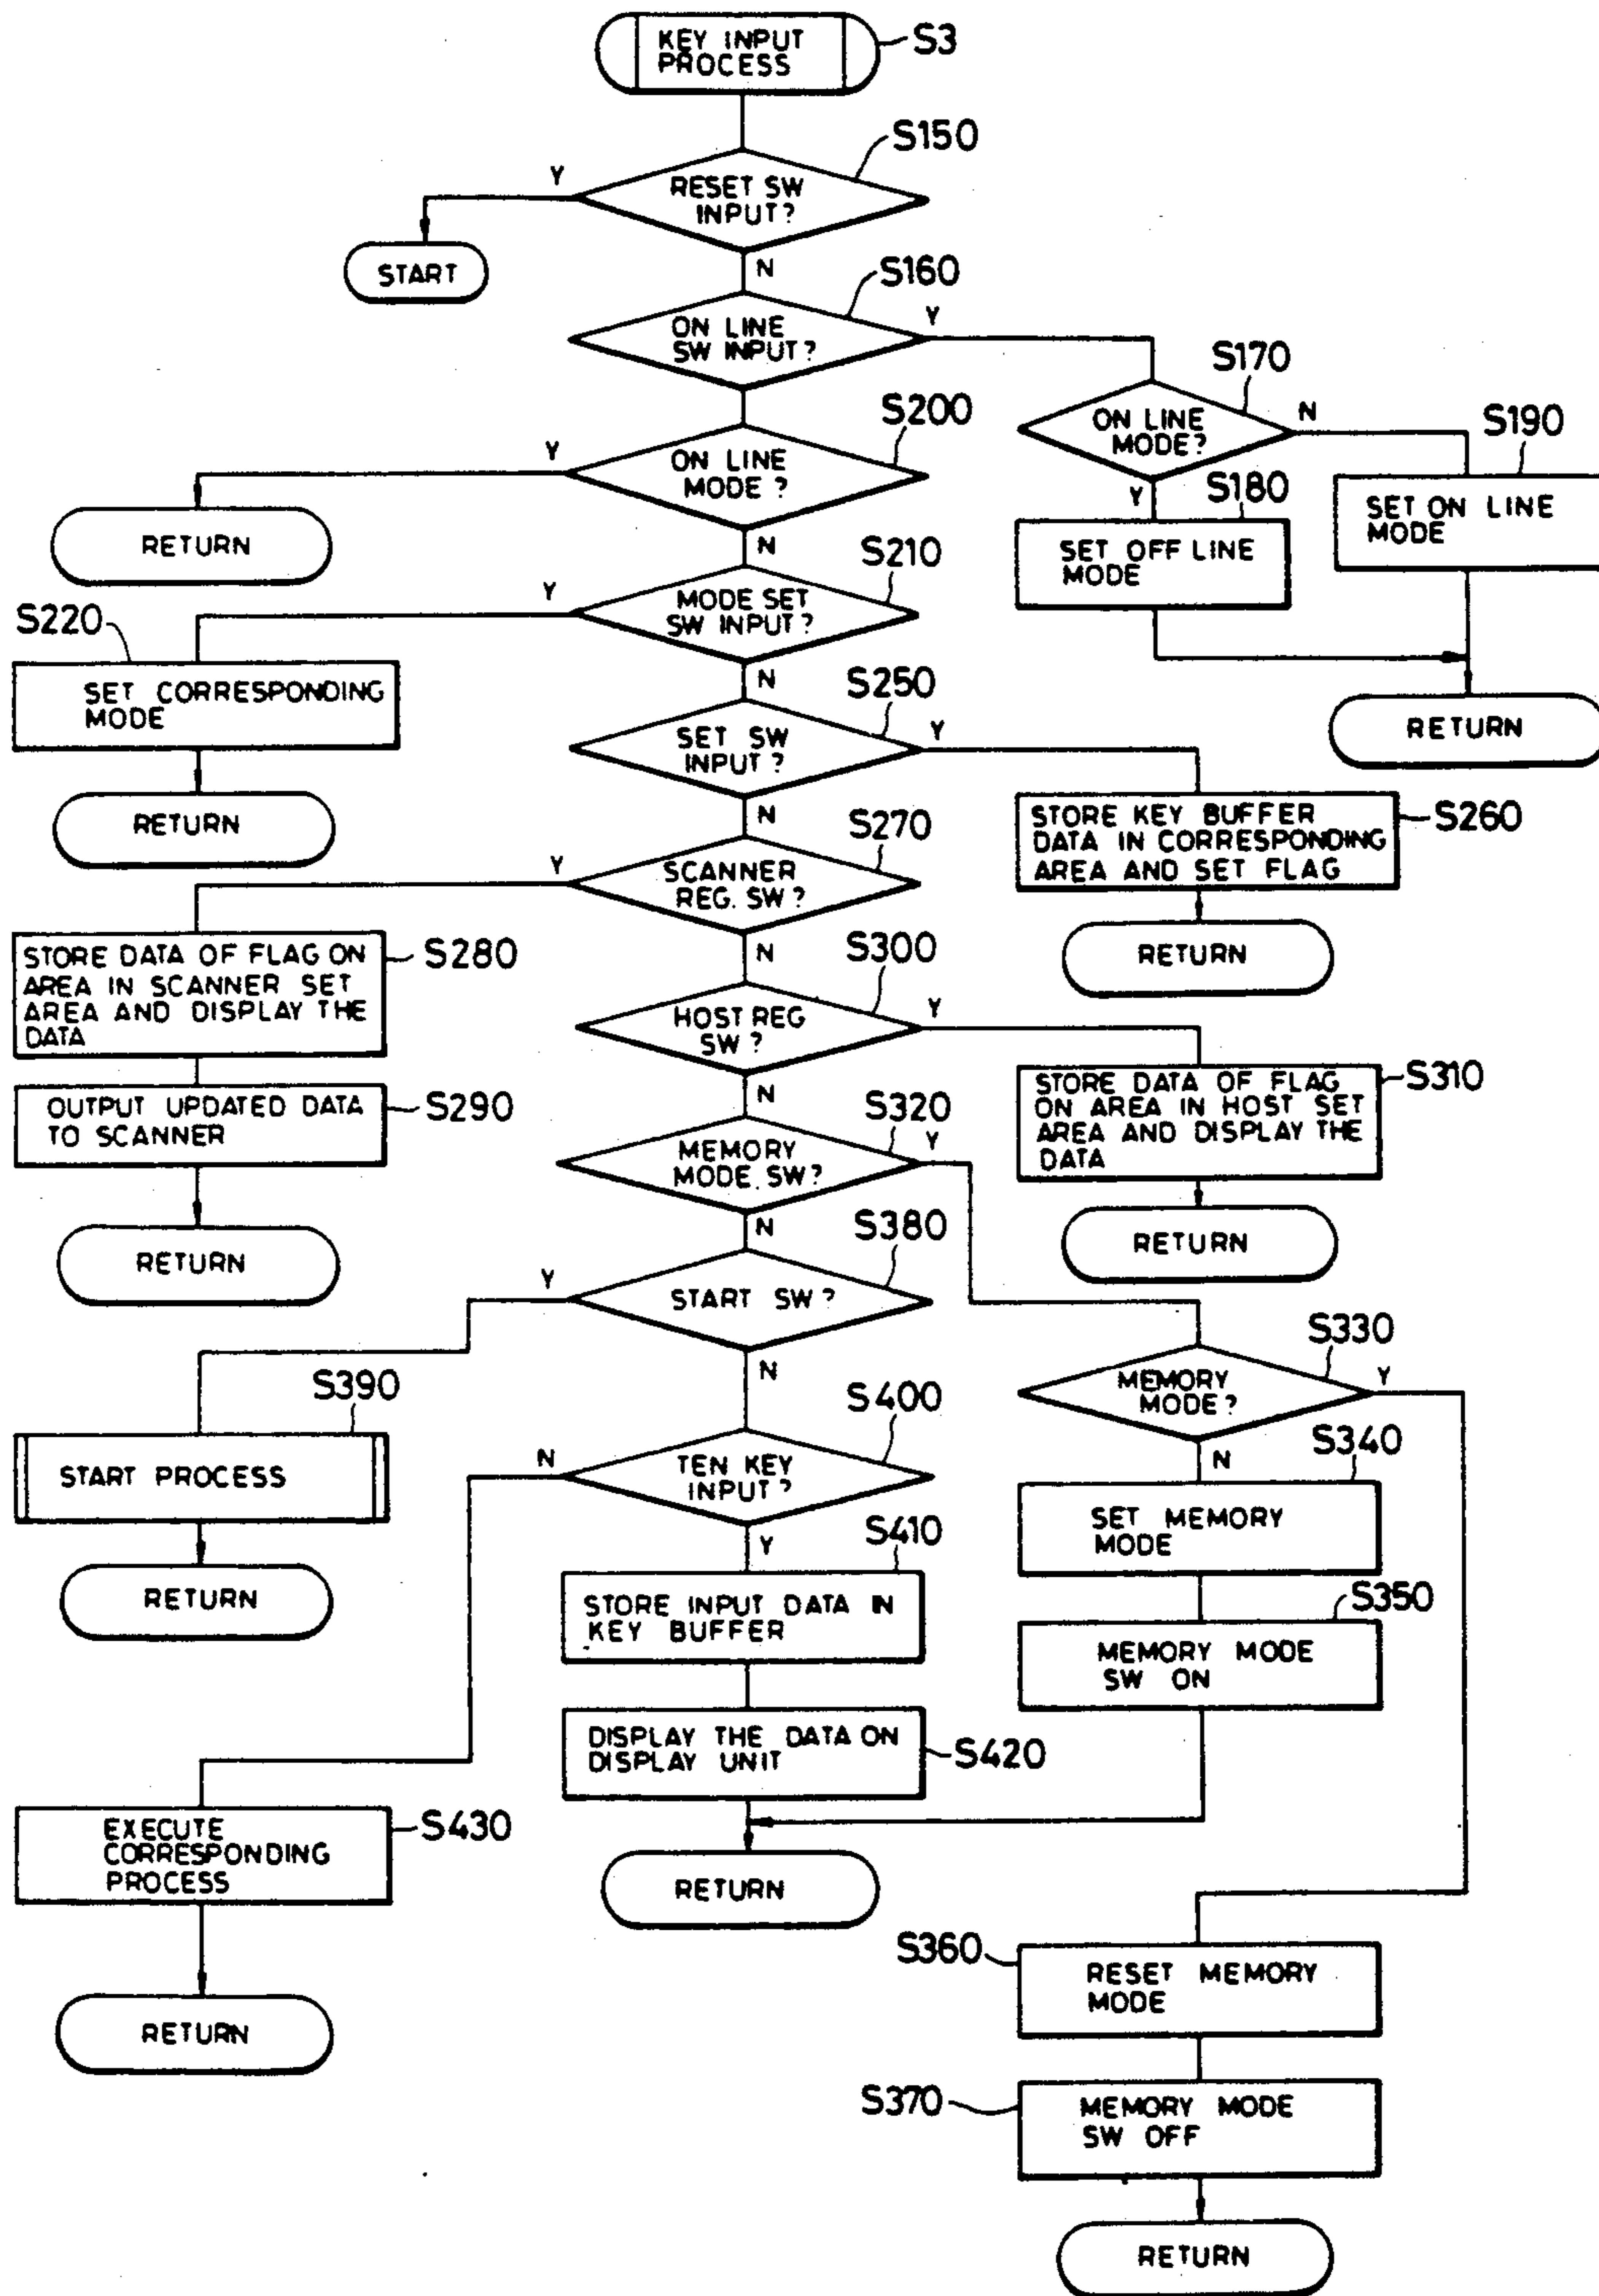 KEY INPUT
PROCESS
S3
S150
Y
RESET SW
INPUT?
START
N
S160
ON LINE
SW INPUT?
Y
S170
ON LINE
MODE?
N
S190
SET ON LINE
MODE
Y
S180
SET OFF LINE
MODE
RETURN
S200
Y
ON LINE
MODE?
RETURN
N
S210
Y
MODE SET
SW INPUT?
S220
SET CORRESPONDING
MODE
RETURN
N
S250
SET SW
INPUT?
Y
STORE KEY BUFFER
DATA IN CORRESPONDING
AREA AND SET FLAG
S260
RETURN
N
S270
Y
SCANNER
REG. SW?
STORE DATA OF FLAG ON
AREA IN SCANNER SET
AREA AND DISPLAY THE
DATA
S280
OUTPUT UPDATED DATA
TO SCANNER
S290
RETURN
N
S300
HOST REG
SW?
Y
STORE DATA OF FLAG
ON AREA IN HOST SET
AREA AND DISPLAY THE
DATA
S310
RETURN
N
S320
MEMORY
MODE. SW?
Y
N
S380
Y
START SW?
S390
START PROCESS
RETURN
S330
MEMORY
MODE?
Y
N
S340
SET MEMORY
MODE
S350
MEMORY MODE
SW ON
N
S400
N
TEN KEY
INPUT?
Y
S410
STORE INPUT DATA IN
KEY BUFFER
DISPLAY THE DATA ON
DISPLAY UNIT
S420
RETURN
EXECUTE
CORRESPONDING
PROCESS
S430
RETURN
S360
RESET MEMORY
MODE
S370
MEMORY MODE
SW OFF
RETURN